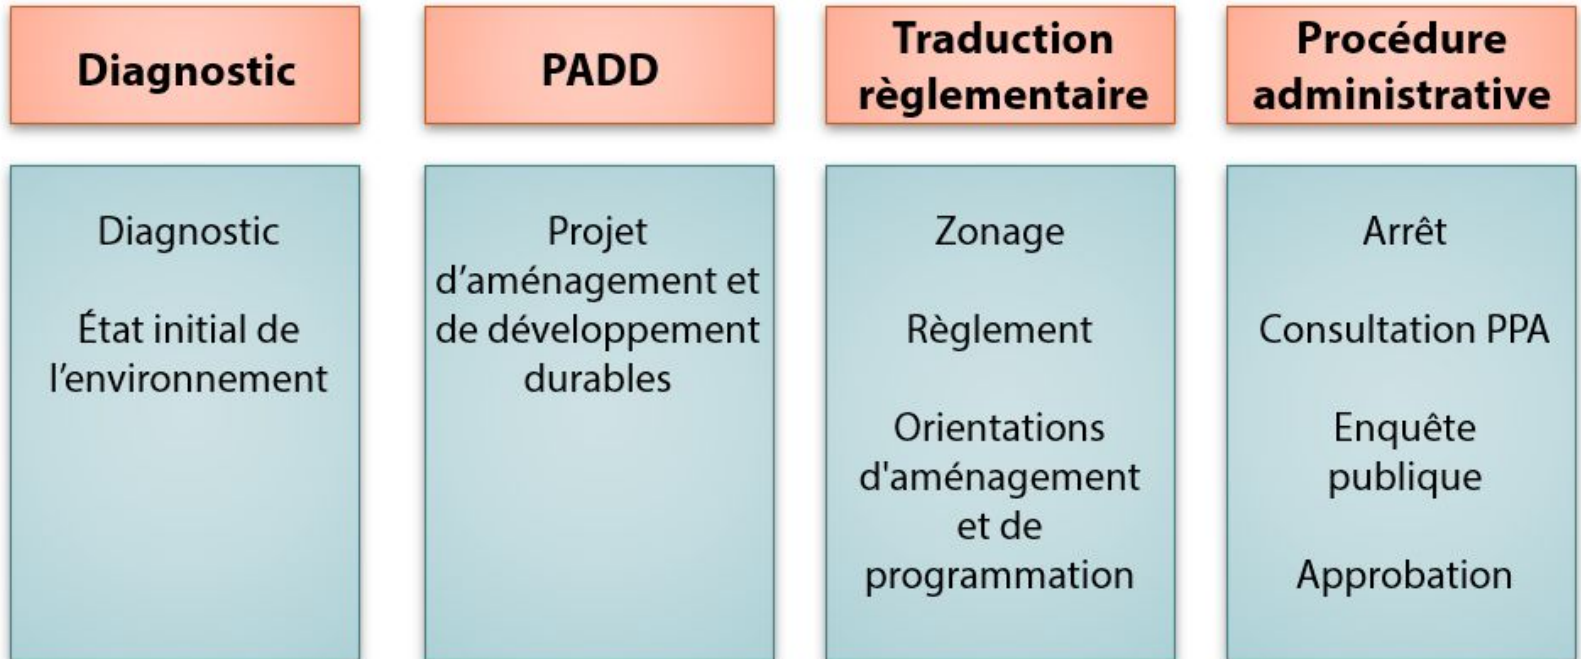 Diagnostic
PADD
Traduction
règlementaire
Procédure
administrative
Diagnostic
État initial de
l’environnement
Projet
d’aménagement et
de développement
durables
Zonage
Règlement
Orientations
d'aménagement
et de
programmation
Arrêt
Consultation PPA
Enquête
publique
Approbation